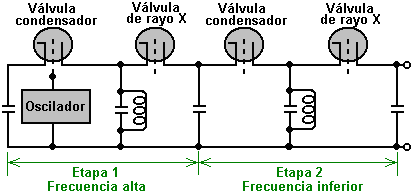 Válvula
condensador
Válvula
de rayo X
Válvula
condensador
Válvula
de rayo X
Oscilador
Etapa 1
Frecuencia alta
Etapa 2
Frecuencia inferior